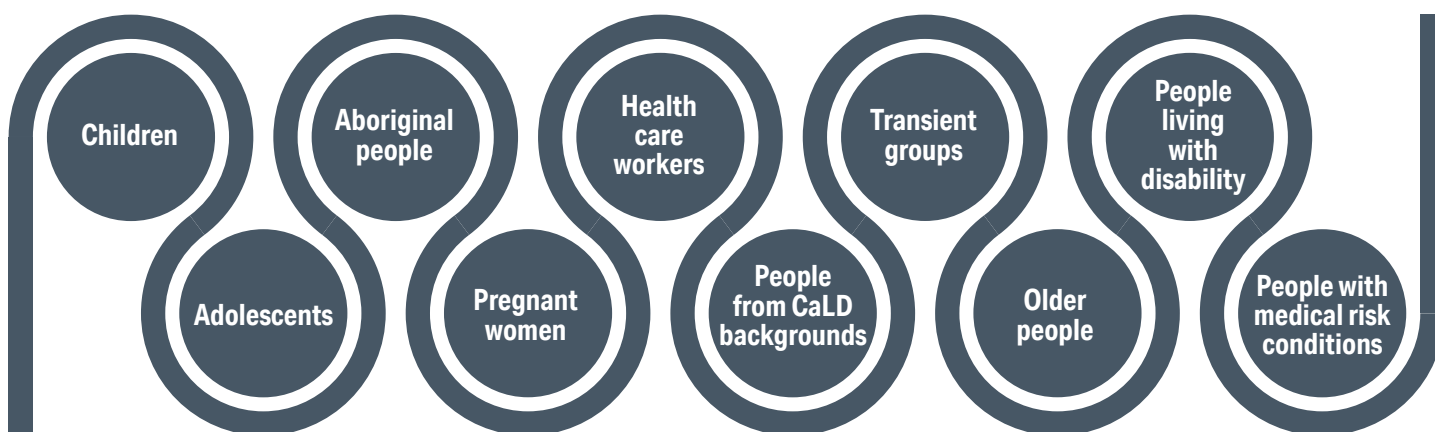 Children
Adolescents
Aboriginal
people
Pregnant
women
Health
care
workers
People
from CaLD
backgrounds
Transient
groups
Older
people
People
living
with
disability
People with
medical risk
conditions